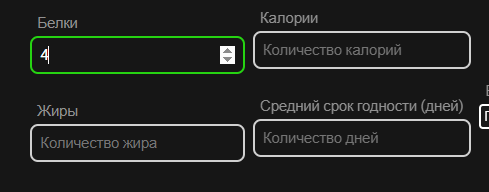 Белки
Калории
4
Количество калорий
Жиры
Средний срок годности (дней)
Количество жира
Количество дней